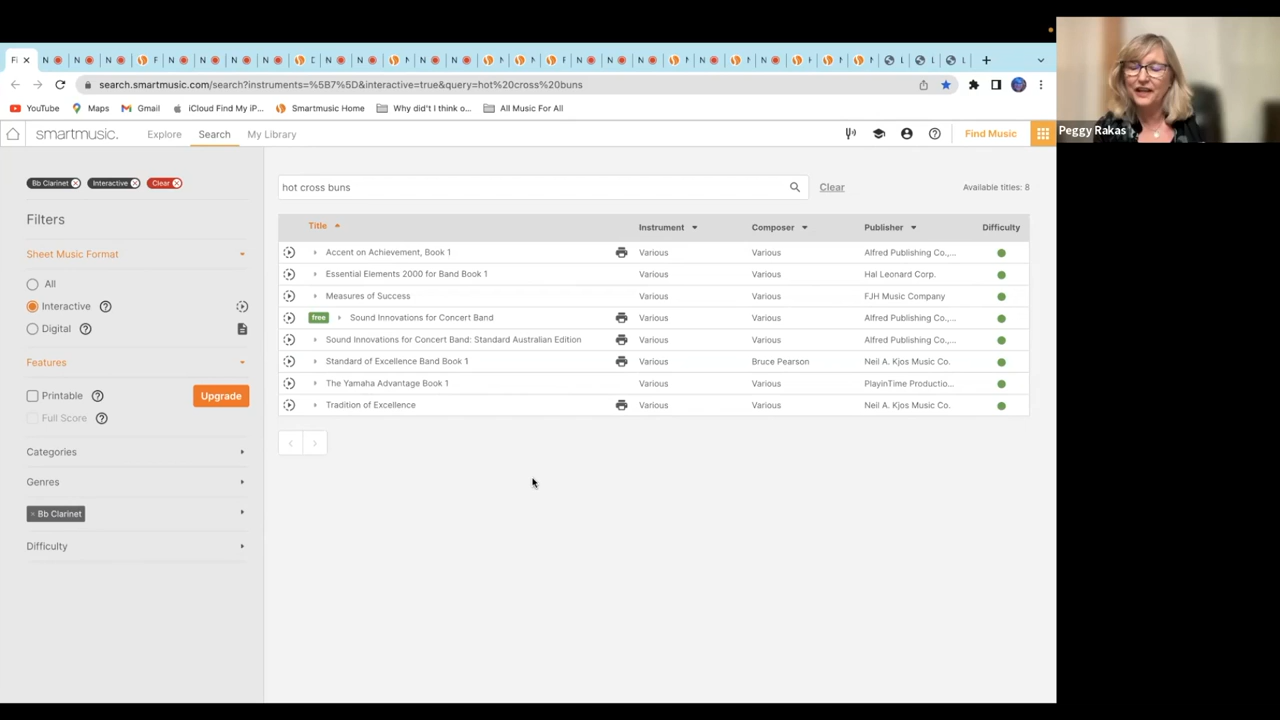 search.smartmusic.com/search?instruments=%5B7%5D&interactive=true&query=hot%20cross%20buns
YouTube Maps Gmail iCloud Find My iP... Smartmusic Home Why did't I think o... All Music For All
smartmusic. Explore Search My Library Find Music
Peggy Rakas
Bb Clarinet Interactive Clear
hot cross buns Clear Available titles: 8
Filters
Title Instrument Composer Publisher Difficulty
Sheet Music Format
All
Interactive
Digital
Features
Printable Upgrade
Full Score
Categories
Genres
× Bb Clarinet
Difficulty
Accent on Achievement, Book 1 Various Various Alfred Publishing Co.,...
Essential Elements 2000 for Band Book 1 Various Various Hal Leonard Corp.
Measures of Success Various Various FJH Music Company
free Sound Innovations for Concert Band Various Various Alfred Publishing Co.,...
Sound Innovations for Concert Band: Standard Australian Edition Various Various Alfred Publishing Co.,...
Standard of Excellence Band Book 1 Various Bruce Pearson Neil A. Kjos Music Co.
The Yamaha Advantage Book 1 Various Various PlayinTime Productio...
Tradition of Excellence Various Various Neil A. Kjos Music Co.